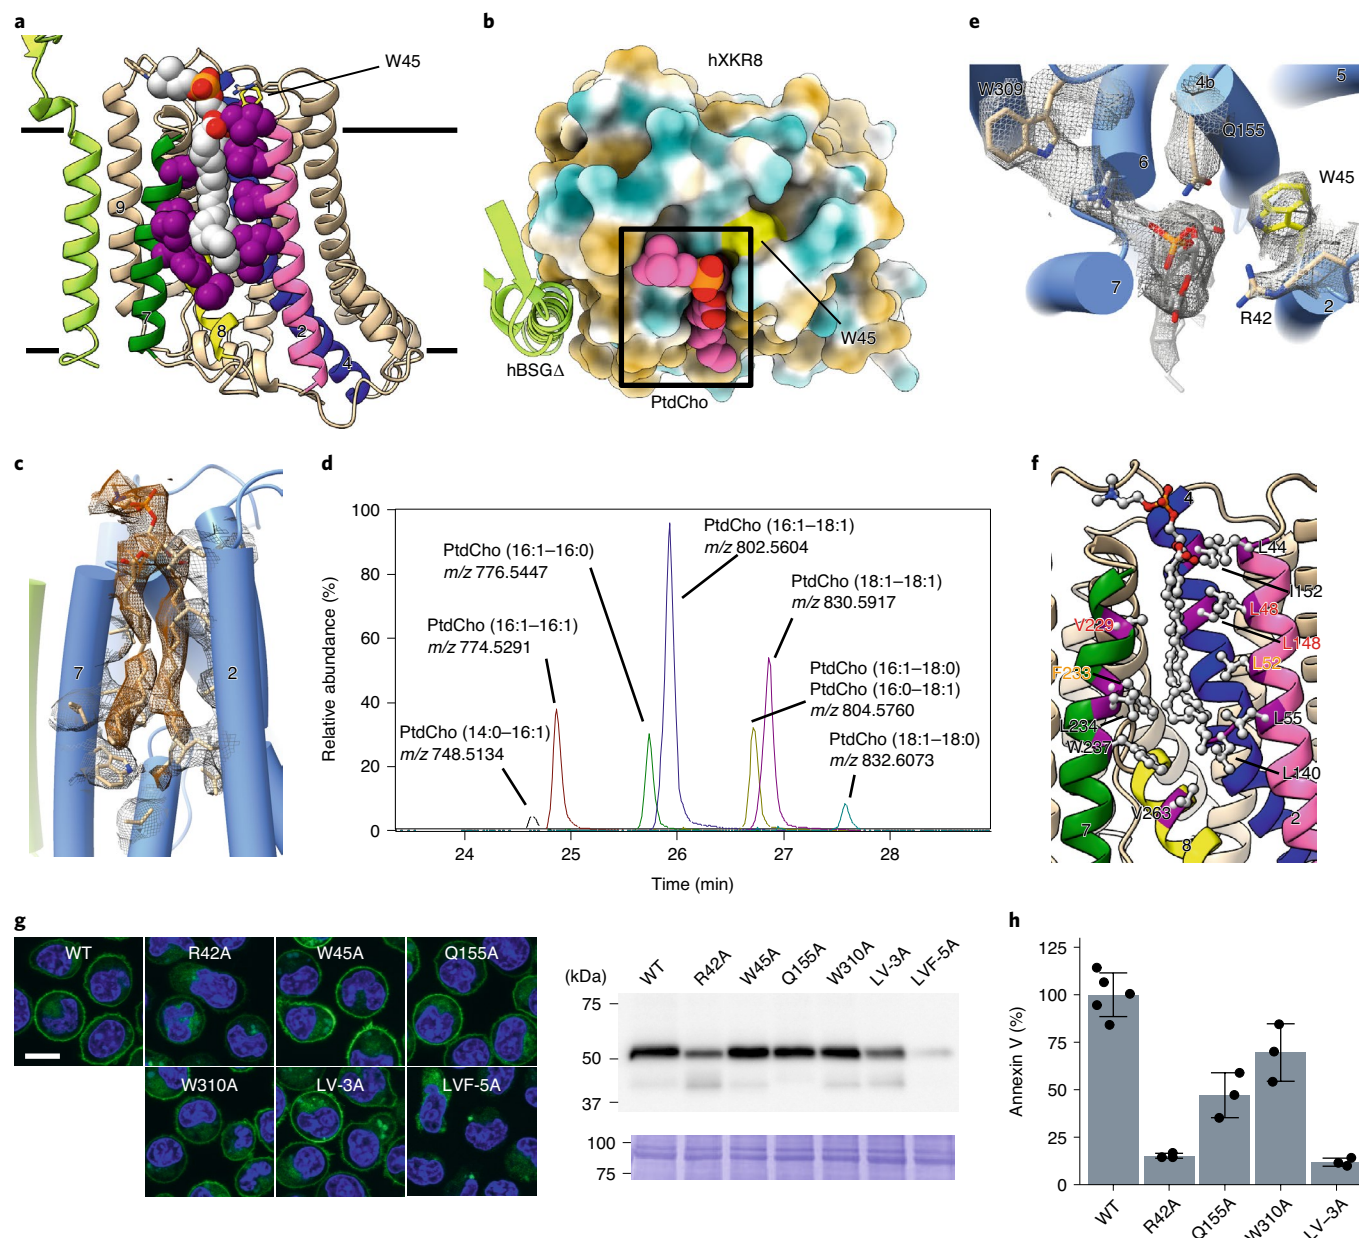 a
W45
9
1
7
8
2
4
b
hXKR8
W45
hBSGΔ
PtdCho
e
W309
4b
5
Q155
6
W45
7
R42
2
c
7
2
d
Relative abundance (%)
100
80
60
40
20
0
PtdCho (16:1–18:1)
m/z 802.5604
PtdCho (16:1–16:0)
m/z 776.5447
PtdCho (18:1–18:1)
m/z 830.5917
PtdCho (16:1–16:1)
m/z 774.5291
PtdCho (16:1–18:0)
PtdCho (16:0–18:1)
m/z 804.5760
PtdCho (14:0–16:1)
m/z 748.5134
PtdCho (18:1–18:0)
m/z 832.6073
24 25 26 27 28
Time (min)
f
4
L44
I152
L48
V229
L148
L52
F233
L55
L234
W237
L140
V263
2
7
8
g
WT R42A W45A Q155A
W310A LV-3A LVF-5A
(kDa) WT R42A W45A Q155A W310A LV-3A LVF-5A
75
50
37
100
75
h
Annexin V (%)
125
100
75
50
25
0
WT R42A Q155A W310A LV-3A